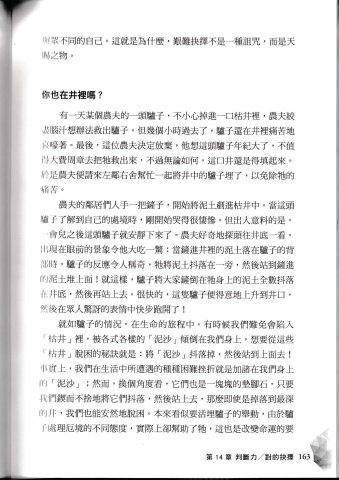 與眾不同的自己。這就是為什麼，艱難抉擇不是一種詛咒，而是天
賜之物。
你也在井裡嗎？
有一天某個農夫的一頭驢子，不小心掉進一口枯井裡，農夫絞
盡腦汁想辦法救出驢子，但幾個小時過去了，驢子還在井裡痛苦地
哀嚎著。最後，這位農夫決定放棄，他想這頭驢子年紀大了，不值
得大費周章去把牠救出來，不過無論如何，這口井還是得填起來。
於是農夫便請來左鄰右舍幫忙一起將井中的驢子埋了，以免除牠的
痛苦。
農夫的鄰居們人手一把鏟子，開始將泥土剷進枯井中。當這頭
驢子了解到自己的處境時，剛開始哭得很悽慘。但出人意料的是，
一會兒之後這頭驢子就安靜下來了。農夫好奇地探頭往井底一看，
出現在眼前的景象令他大吃一驚：當鏟進井裡的泥土落在驢子的背
部時，驢子的反應令人稱奇，牠將泥土抖落在一旁，然後站到鏟進
的泥土堆上面！就這樣，驢子將大家鏟倒在牠身上的泥土全數抖落
在井底，然後再站上去。很快的，這隻驢子便得意地上升到井口，
然後在眾人驚訝的表情中快步跑開了！
就如驢子的情況，在生命的旅程中，有時候我們難免會陷入
「枯井」裡，被各式各樣的「泥沙」傾倒在我們身上，想要從這些
「枯井」脫困的秘訣就是：將「泥沙」抖落掉，然後站到上面去！
事實上，我們在生活中所遭遇的種種困難挫折就是加諸在我們身上
的「泥沙」；然而，換個角度看，它們也是一塊塊的墊腳石，只要
我們鍥而不捨地將它們抖落，然後站上去，那麼即使是掉落到最深
的井，我們也能安然地脫困。本來看似要活埋驢子的舉動，由於驢
子處理厄境的不同態度，實際上卻幫助了牠，這也是改變命運的要
第 14 章 判斷力／對的抉擇 163